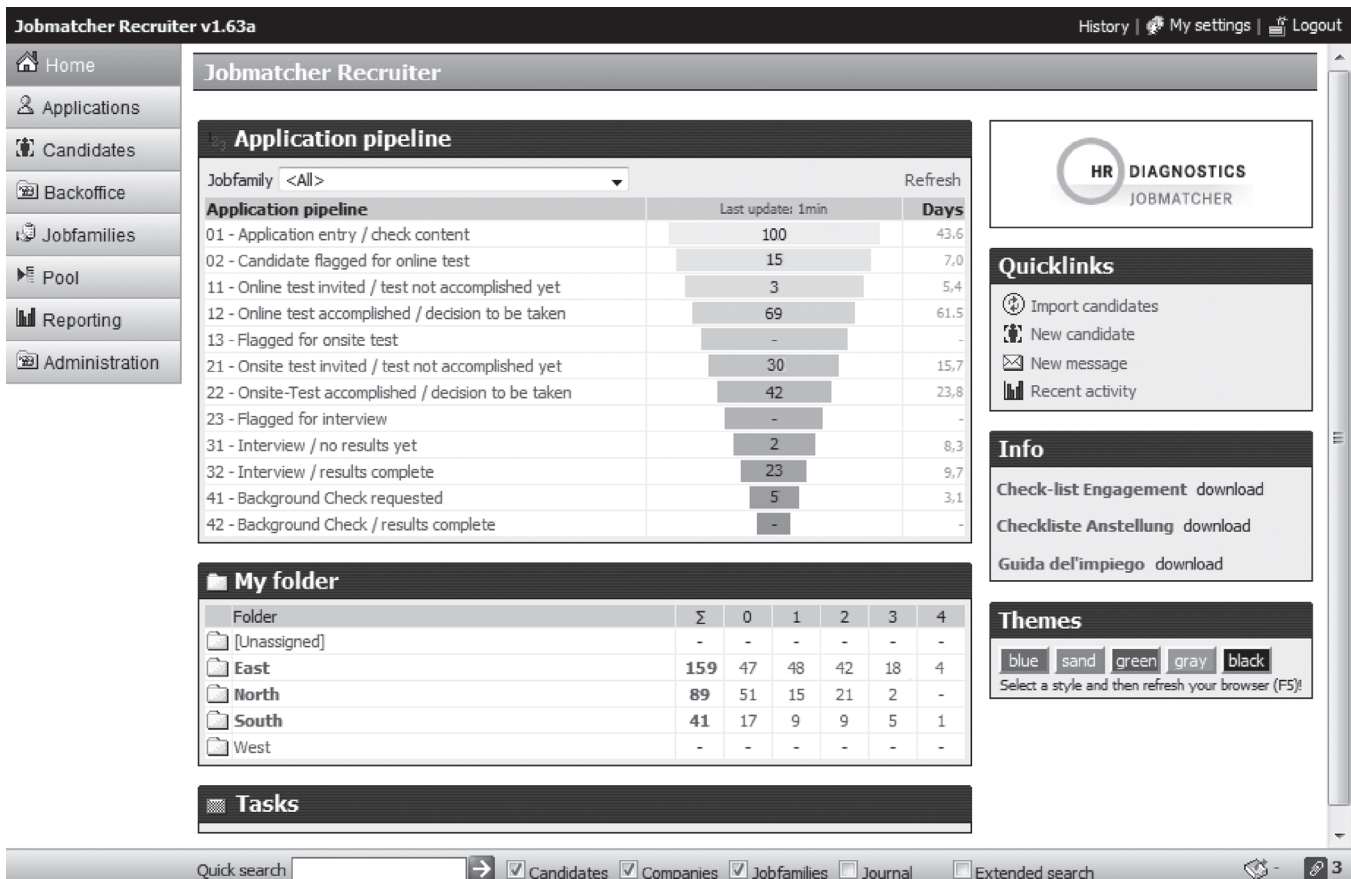 Jobmatcher Recruiter v1.63a
History | My settings | Logout
Home
Applications
Candidates
Backoffice
Jobfamilies
Pool
Reporting
Administration
Jobmatcher Recruiter
Application pipeline
Jobfamily <All> Refresh
Application pipeline Last update: 1min Days
01 - Application entry / check content 100 43.6
02 - Candidate flagged for online test 15 7,0
11 - Online test invited / test not accomplished yet 3 5,4
12 - Online test accomplished / decision to be taken 69 61.5
13 - Flagged for onsite test - -
21 - Onsite test invited / test not accomplished yet 30 15,7
22 - Onsite-Test accomplished / decision to be taken 42 23,8
23 - Flagged for interview - -
31 - Interview / no results yet 2 8,3
32 - Interview / results complete 23 9,7
41 - Background Check requested 5 3,1
42 - Background Check / results complete - -
My folder
Folder Σ 0 1 2 3 4
[Unassigned] - - - - - -
East 159 47 48 42 18 4
North 89 51 15 21 2 -
South 41 17 9 9 5 1
West - - - - - -
Tasks
HR DIAGNOSTICS
JOBMATCHER
Quicklinks
Import candidates
New candidate
New message
Recent activity
Info
Check-list Engagement download
Checkliste Anstellung download
Guida del'impiego download
Themes
blue sand green gray black
Select a style and then refresh your browser (F5)!
Quick search Candidates Companies Jobfamilies Journal Extended search - 3